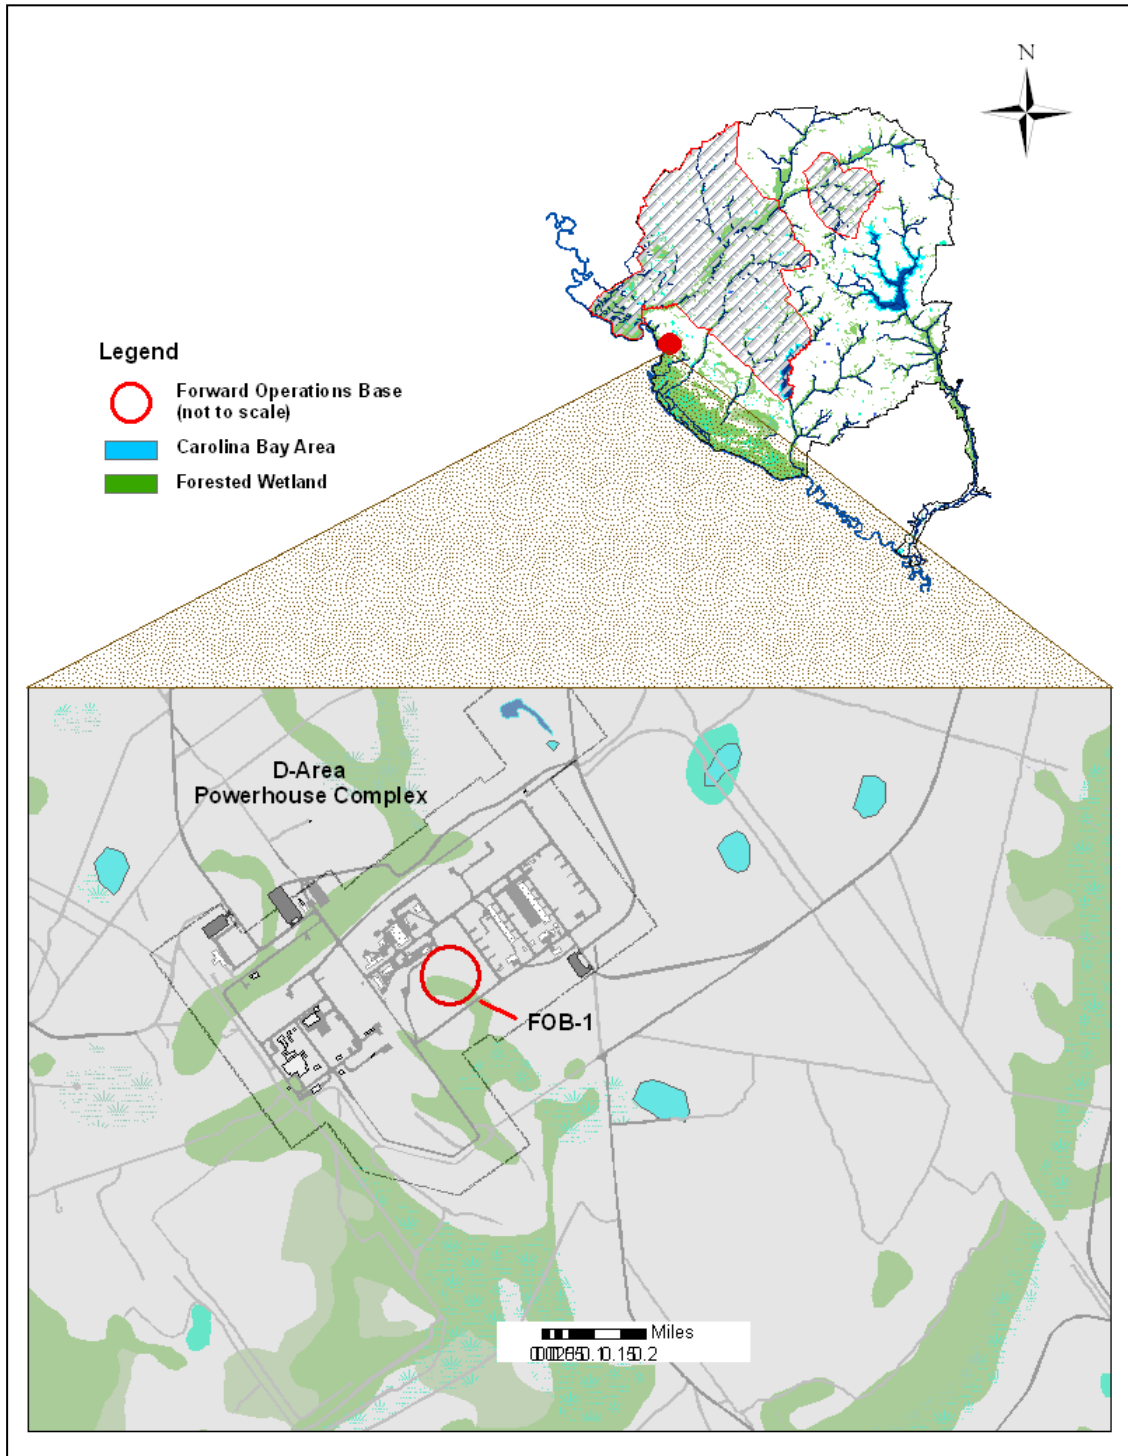 N
Legend
Forward Operations Base
(not to scale)
Carolina Bay Area
Forested Wetland
D-Area
Powerhouse Complex
FOB-1
Miles